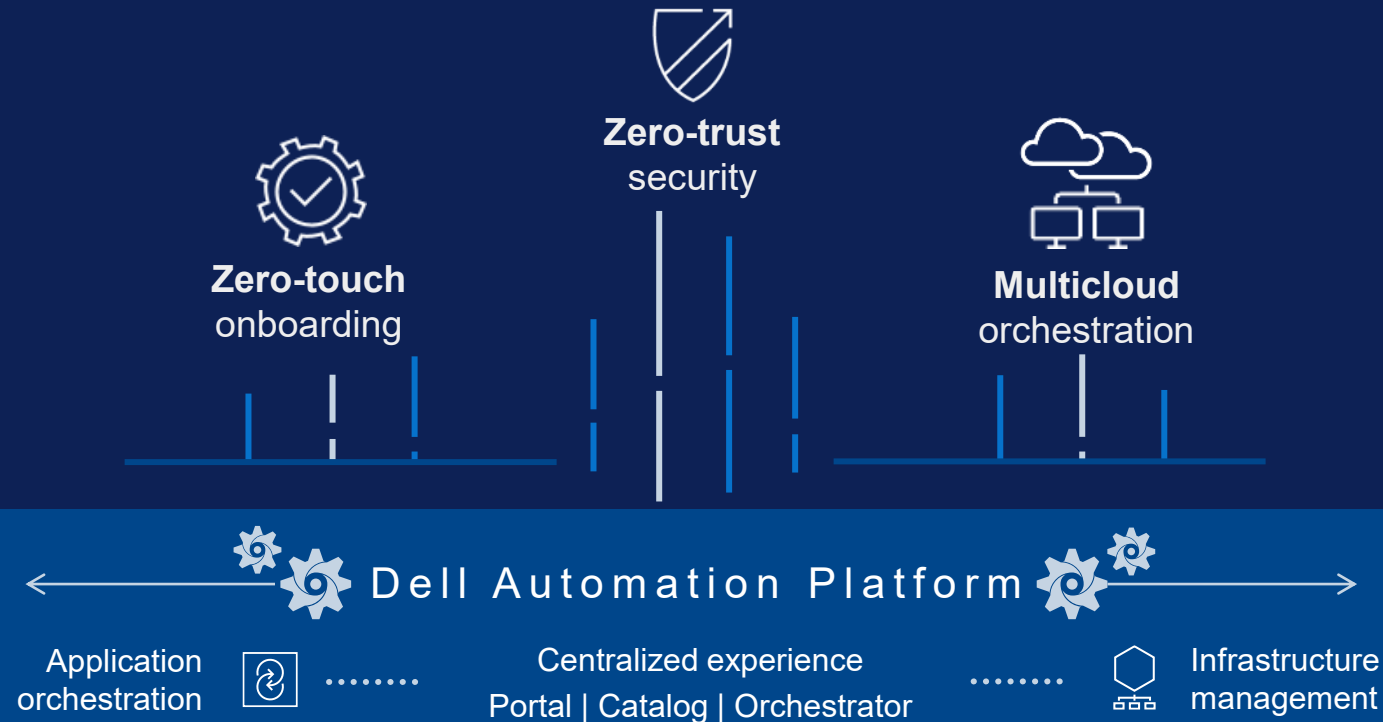 Zero-trust
security
Zero-touch
onboarding
Multicloud
orchestration
Dell Automation Platform
Application
orchestration
Centralized experience
Portal | Catalog | Orchestrator
Infrastructure
management